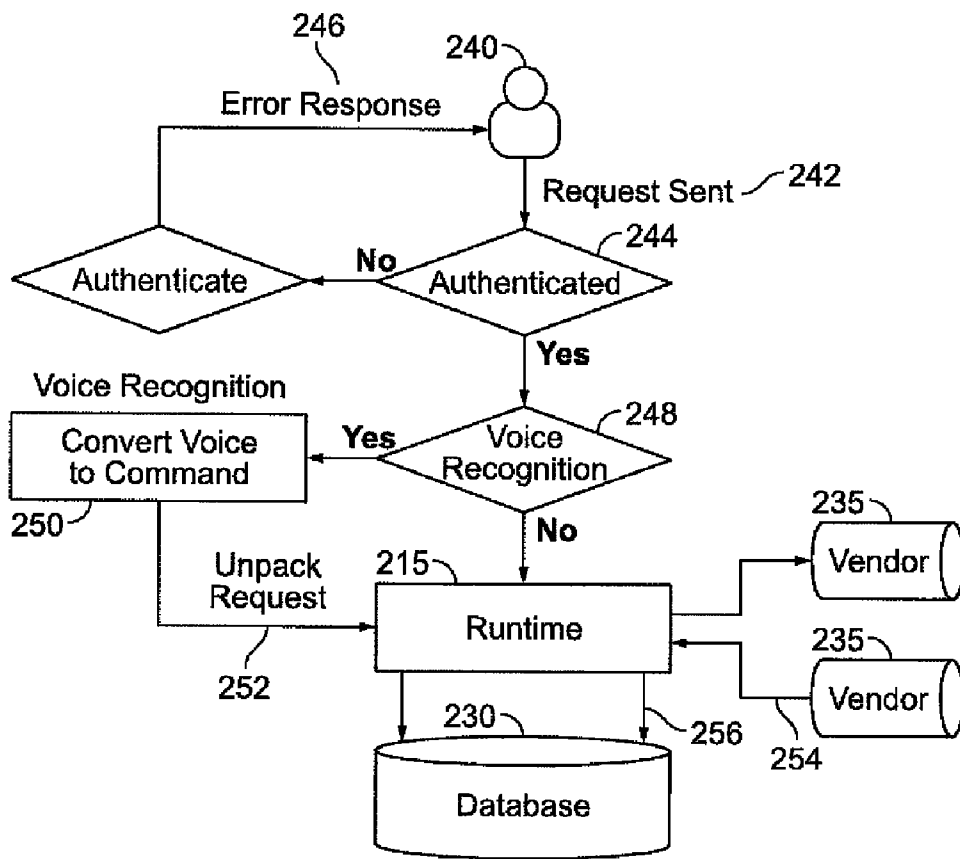 246
240
Error Response
Request Sent
242
244
No
Authenticate
Authenticated
Yes
Voice Recognition
248
Convert Voice
to Command
Yes
Voice
Recognition
250
No
235
Vendor
Unpack
Request
215
Runtime
235
Vendor
252
230
256
254
Database